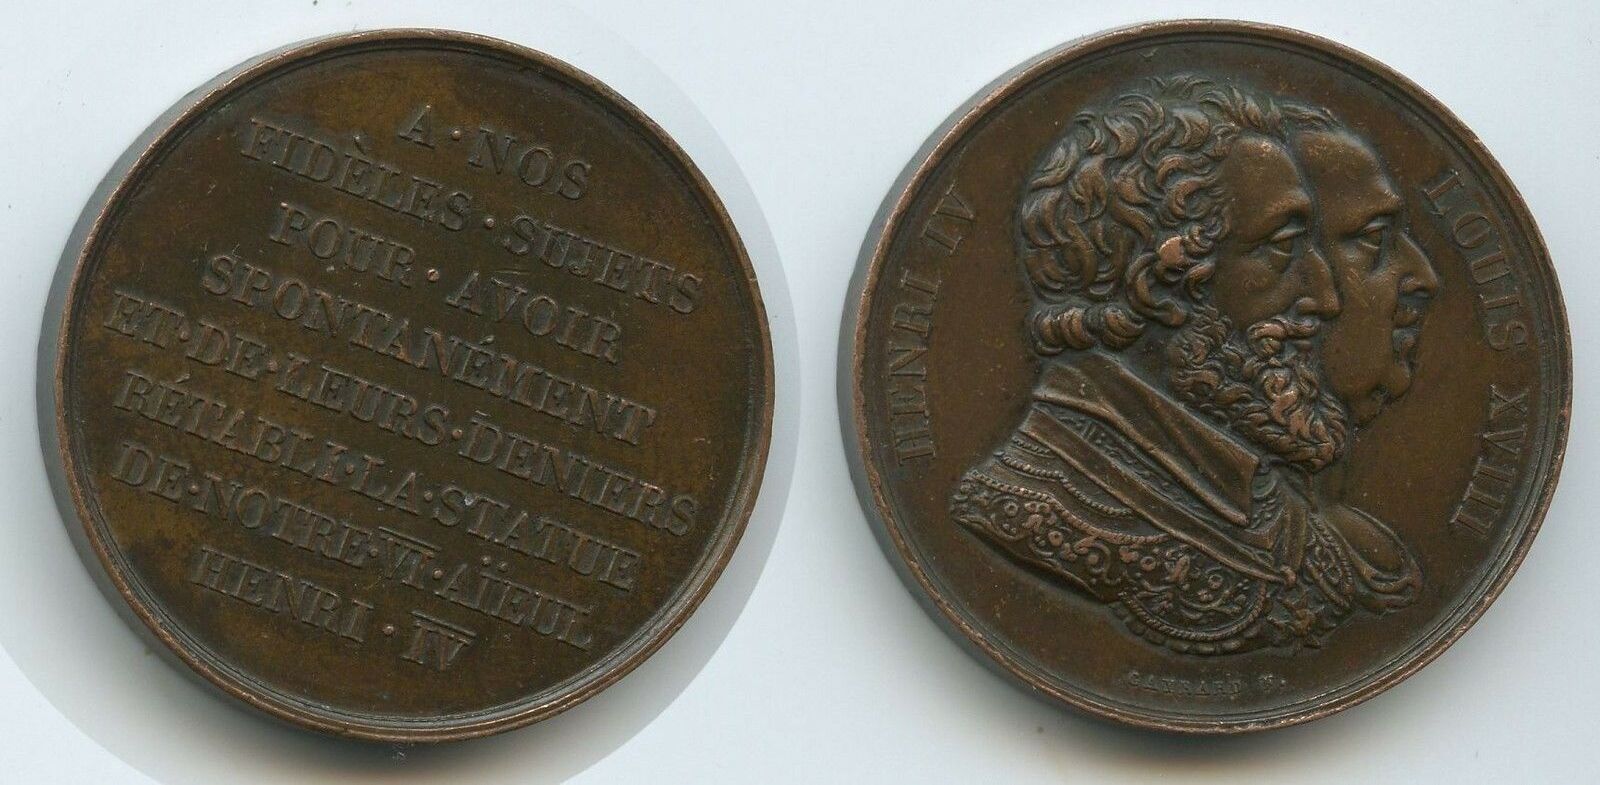 A · NOS
FIDÈLES · SUJETS
POUR · AVOIR
SPONTANÉMENT
ET · DE · LEURS · DENIERS
RÉTABLI · LA · STATUE
DE · NOTRE · VI · AÏEUL
HENRI · IV
HENRI IV
LOUIS XVIII
GAYRARD F.